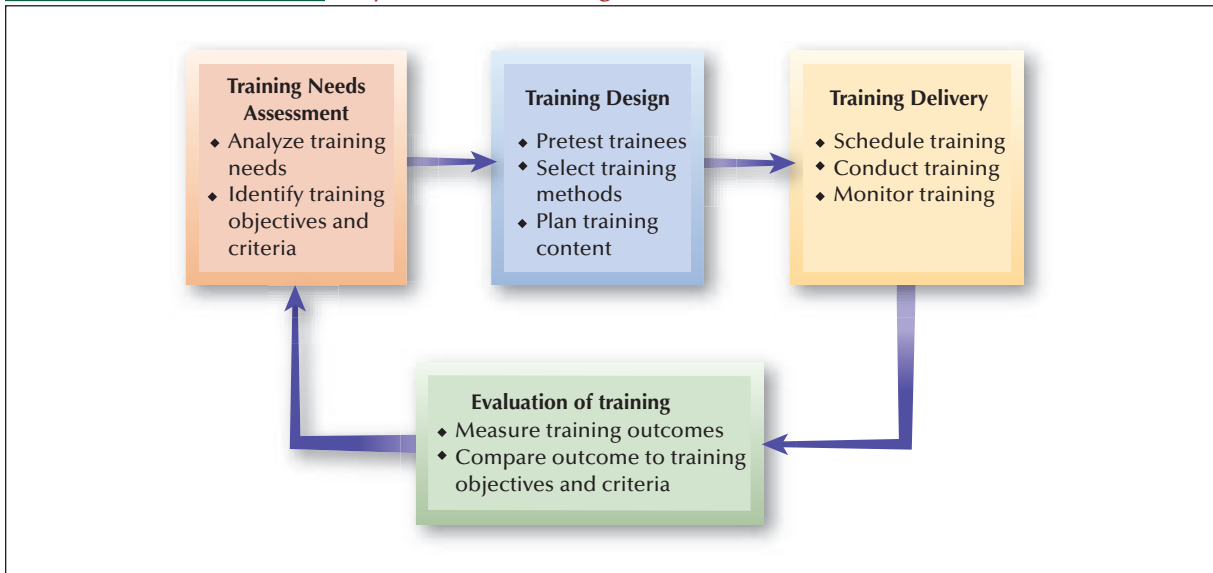 Training Needs
Assessment
◆ Analyze training
needs
◆ Identify training
objectives and
criteria
Training Design
◆ Pretest trainees
◆ Select training
methods
◆ Plan training
content
Training Delivery
◆ Schedule training
◆ Conduct training
◆ Monitor training
Evaluation of training
◆ Measure training outcomes
◆ Compare outcome to training
objectives and criteria